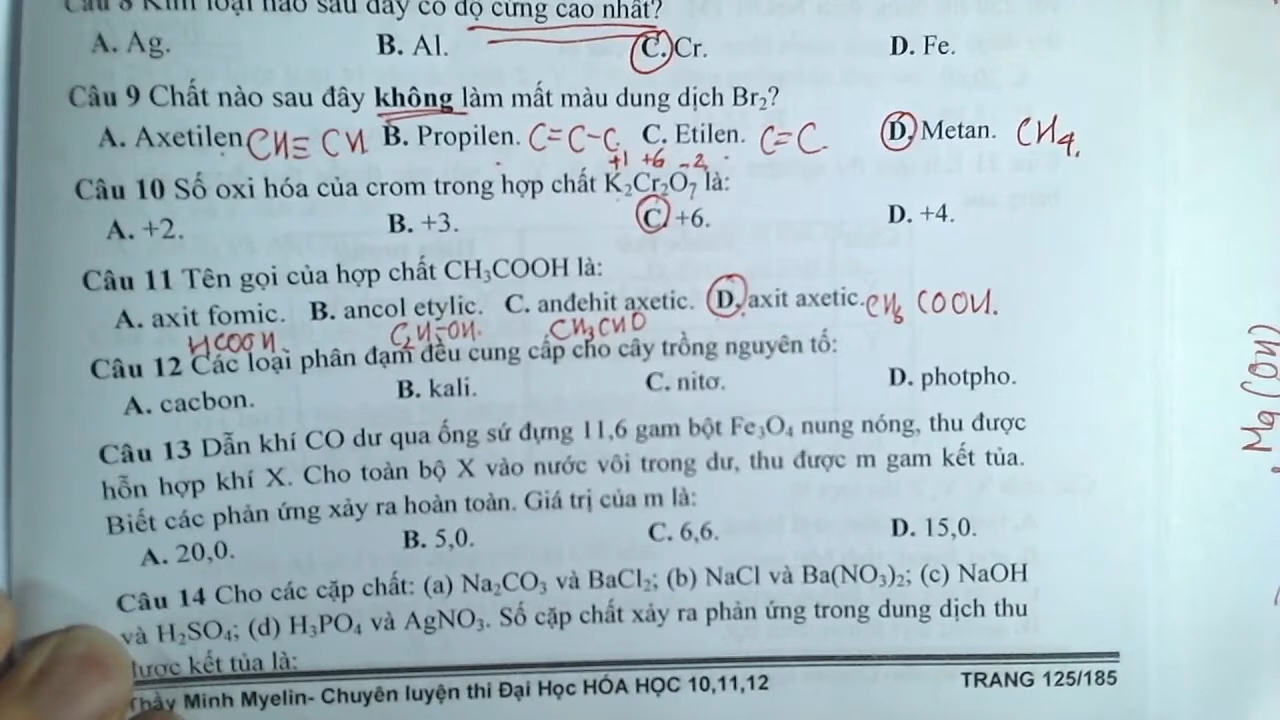 Câu 8 Kim loại nào sau đây có độ cứng cao nhất?
A. Ag. B. Al. C. Cr. D. Fe.
Câu 9 Chất nào sau đây không làm mất màu dung dịch Br₂?
A. Axetilen CH≡CH B. Propilen. C=C-C C. Etilen. C=C. D. Metan. CH₄.
+1 +6 -2
Câu 10 Số oxi hóa của crom trong hợp chất K₂Cr₂O₇ là:
A. +2. B. +3. C. +6. D. +4.
Câu 11 Tên gọi của hợp chất CH₃COOH là:
A. axit fomic. B. ancol etylic. C. anđehit axetic. D. axit axetic. CH₃COOH.
HCOOH. C₂H₅OH. CH₃CHO
Câu 12 Các loại phân đạm đều cung cấp cho cây trồng nguyên tố:
A. cacbon. B. kali. C. nitơ. D. photpho.
Câu 13 Dẫn khí CO dư qua ống sứ đựng 11,6 gam bột Fe₃O₄ nung nóng, thu được
hỗn hợp khí X. Cho toàn bộ X vào nước vôi trong dư, thu được m gam kết tủa.
Biết các phản ứng xảy ra hoàn toàn. Giá trị của m là:
A. 20,0. B. 5,0. C. 6,6. D. 15,0.
Câu 14 Cho các cặp chất: (a) Na₂CO₃ và BaCl₂; (b) NaCl và Ba(NO₃)₂; (c) NaOH
và H₂SO₄; (d) H₃PO₄ và AgNO₃. Số cặp chất xảy ra phản ứng trong dung dịch thu
được kết tủa là:
Thầy Minh Myelin- Chuyên luyện thi Đại Học HÓA HỌC 10,11,12 TRANG 125/185